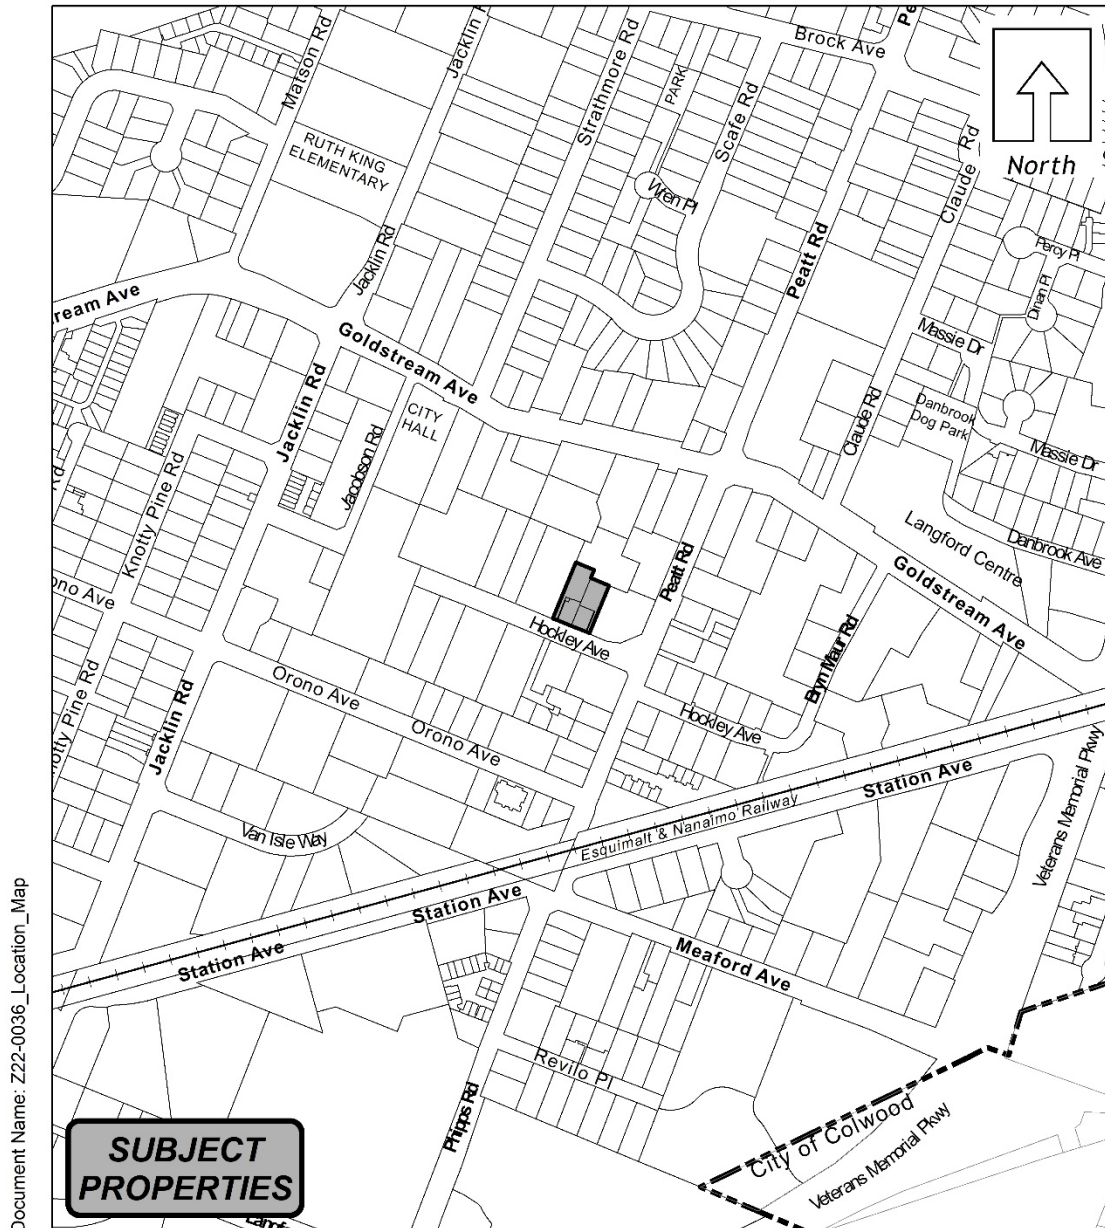 Brock Ave
Matson Rd
Strathmore Rd
PARK
Scafe Rd
North
Claude Rd
RUTH KING
ELEMENTARY
Wren Pl
Jacklin Rd
Peatt Rd
Percy Pl
Dinan Pl
Massie Dr
Goldstream Ave
Jacklin Rd
CITY
HALL
Claude Rd
Danbrook
Dog Park
Massie Dr
Jacobson Rd
Knotty Pine Rd
Langford Centre
Danbrook Ave
Peatt Rd
Goldstream Ave
Hockley Ave
Bryn Maur Rd
Orono Ave
Orono Ave
Hockley Ave
Jacklin Rd
Station Ave
Veterans Memorial Pkwy
Esquimalt & Nanaimo Railway
Van Isle Way
Station Ave
Station Ave
Meaford Ave
Revilo Pl
Phipps Rd
City of Colwood
Veterans Memorial Pkwy
SUBJECT
PROPERTIES
Document Name: Z22-0036_Location_Map